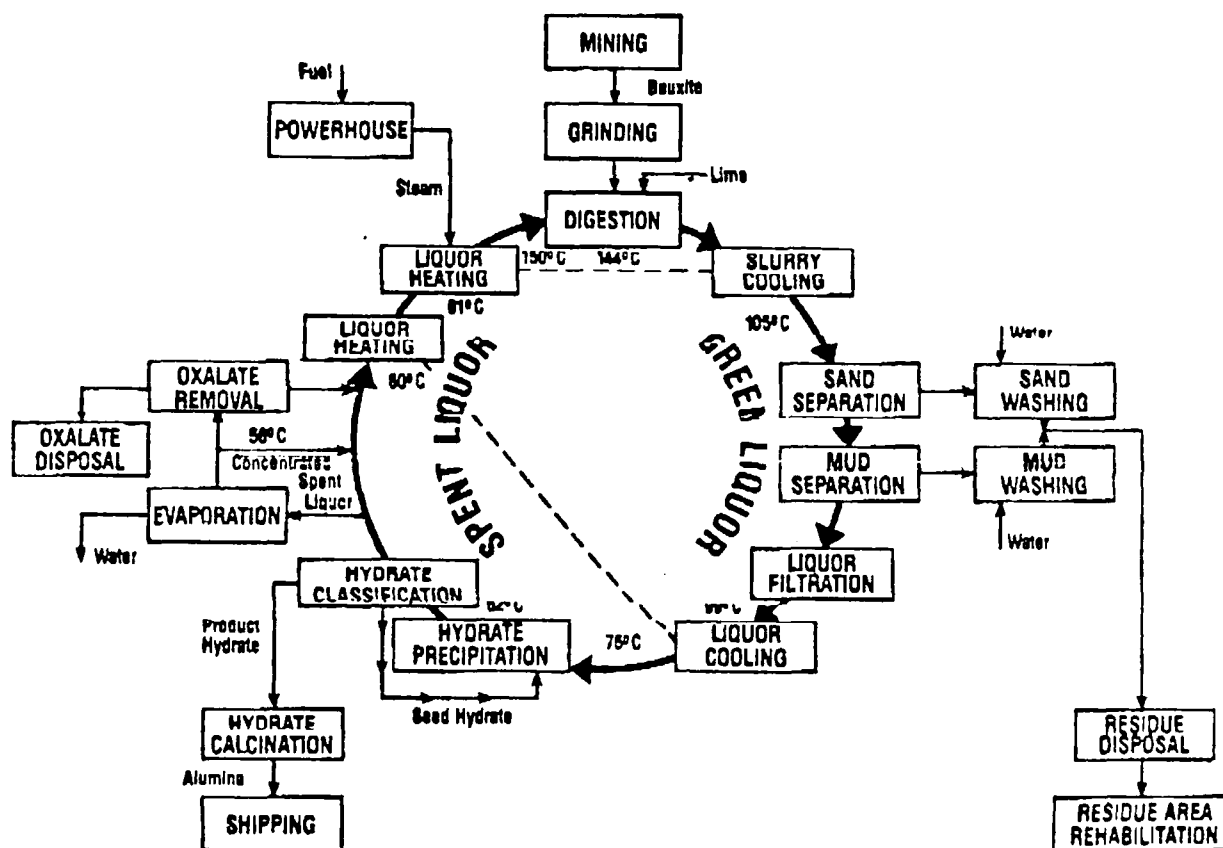 MINING
Fuel
Bauxite
POWERHOUSE
GRINDING
Steam
Lime
DIGESTION
LIQUOR
HEATING
150°C
144°C
SLURRY
COOLING
81°C
105°C
LIQUOR
HEATING
Water
OXALATE
REMOVAL
60°C
SAND
SEPARATION
SAND
WASHING
SPENT LIQUOR
GREEN LIQUOR
OXALATE
DISPOSAL
56°C
Concentrated
Spent
Liquor
MUD
SEPARATION
MUD
WASHING
EVAPORATION
Water
Water
LIQUOR
FILTRATION
HYDRATE
CLASSIFICATION
Product
Hydrate
HYDRATE
PRECIPITATION
75°C
LIQUOR
COOLING
Seed Hydrate
HYDRATE
CALCINATION
RESIDUE
DISPOSAL
Alumina
SHIPPING
RESIDUE AREA
REHABILITATION